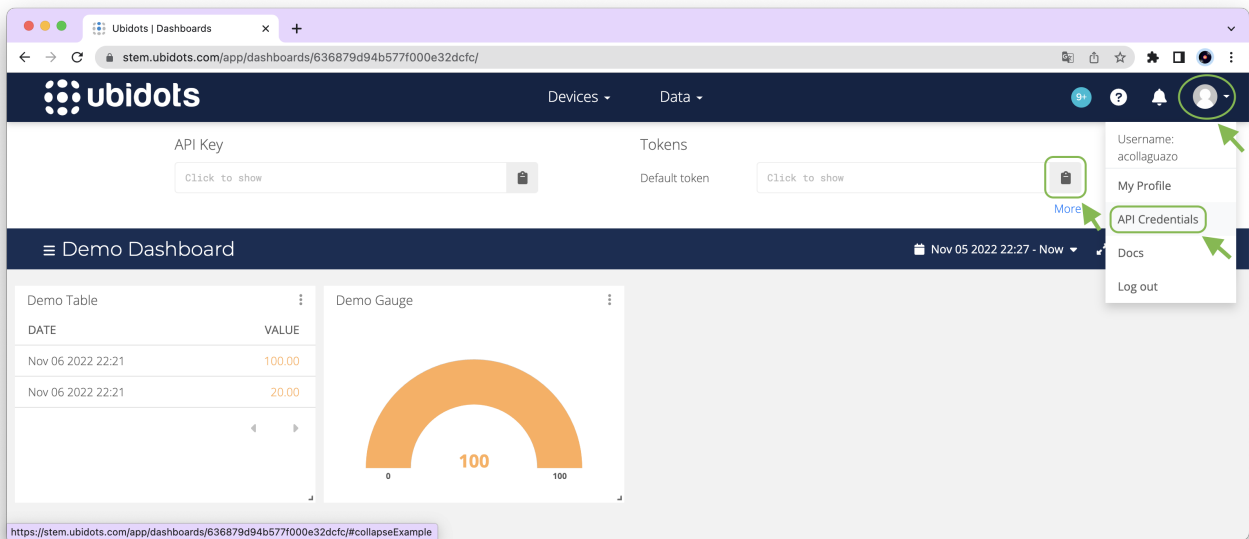 Ubidots | Dashboards
stem.ubidots.com/app/dashboards/636879d94b577f000e32dcfc/
ubidots
Devices
Data
9+
?
API Key
Tokens
Username:
acollaguazo
Click to show
Default token
Click to show
My Profile
More
API Credentials
Demo Dashboard
Nov 05 2022 22:27 - Now
Docs
Log out
Demo Table
Demo Gauge
DATE VALUE
Nov 06 2022 22:21 100.00
Nov 06 2022 22:21 20.00
100
0 100
https://stem.ubidots.com/app/dashboards/636879d94b577f000e32dcfc/#collapseExample